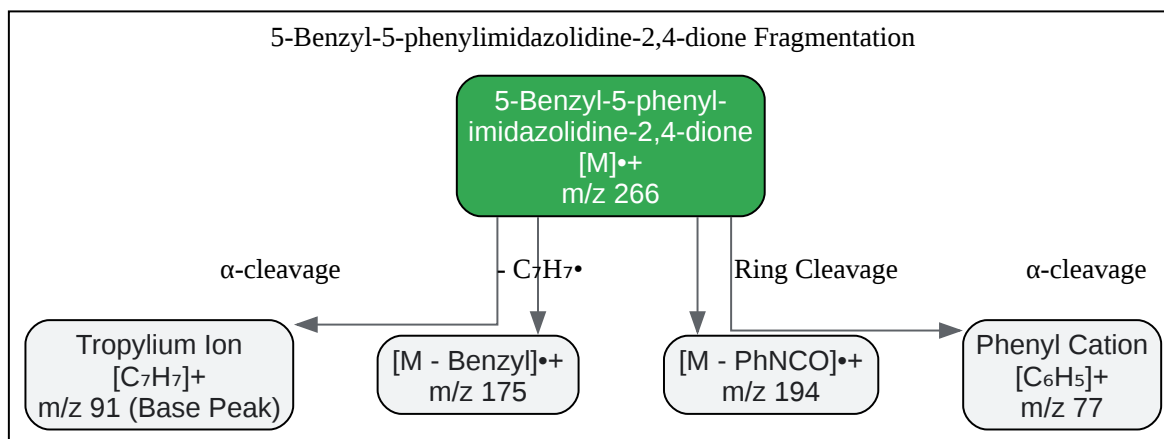 5-Benzyl-5-phenylimidazolidine-2,4-dione Fragmentation
5-Benzyl-5-phenyl-
imidazolidine-2,4-dione
[M]•+
m/z 266
α-cleavage
- C₇H₇•
Ring Cleavage
α-cleavage
Tropylium Ion
[C₇H₇]+
m/z 91 (Base Peak)
[M - Benzyl]•+
m/z 175
[M - PhNCO]•+
m/z 194
Phenyl Cation
[C₆H₅]+
m/z 77